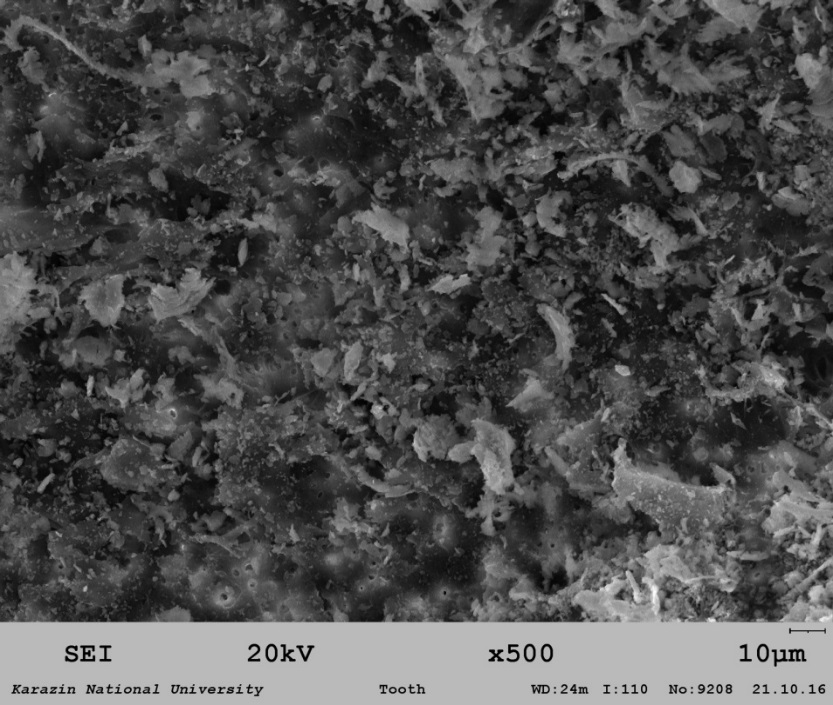 SEI 20kV x500 10µm
Karazin National University Tooth WD:24m I:110 No:9208 21.10.16